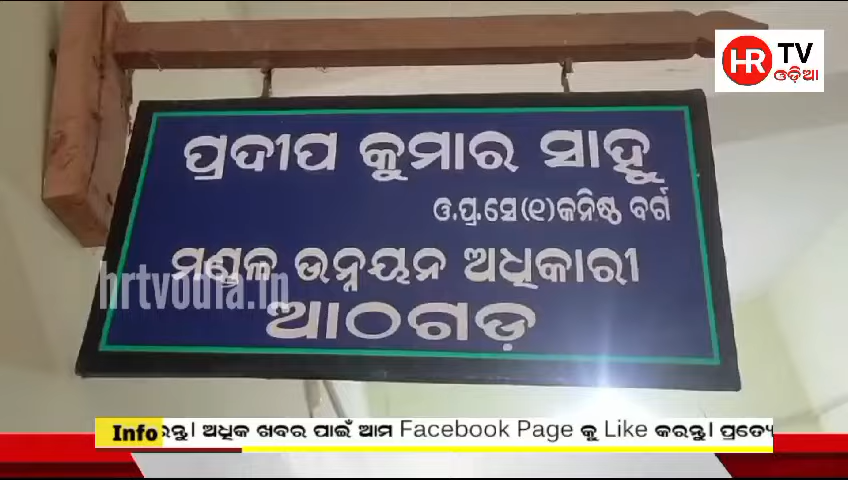 HR TV
ଓଡ଼ିଆ
ପ୍ରଦୀପ କୁମାର ସାହୁ
ଓ.ପ୍ର.ସେ(୧)କନିଷ୍ଠ ବର୍ଗ
ମଣ୍ଡଳ ଉନ୍ନୟନ ଅଧିକାରୀ
hrtvodia.in
ଆଠଗଡ଼
Info ଅଧିକ ଖବର ପାଇଁ ଆମ Facebook Page କୁ Like କରନ୍ତୁ।